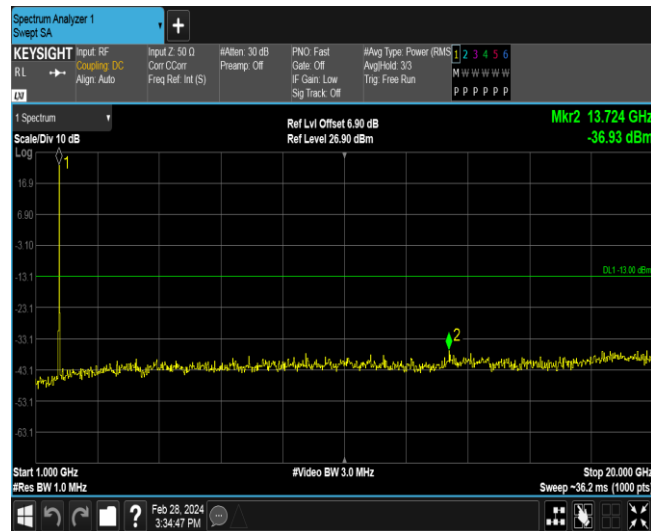 Spectrum Analyzer 1
Swept SA
+
KEYSIGHT
RL
LXI
Input: RF
Coupling: DC
Align: Auto
Input Z: 50 Ω
Corr CCorr
Freq Ref: Int (S)
#Atten: 30 dB
Preamp: Off
PNO: Fast
Gate: Off
IF Gain: Low
Sig Track: Off
#Avg Type: Power (RMS
Avg|Hold: 3/3
Trig: Free Run
1 2 3 4 5 6
M W W W W W
P P P P P P
1 Spectrum
Scale/Div 10 dB
Log
Ref Lvl Offset 6.90 dB
Ref Level 26.90 dBm
Mkr2 13.724 GHz
-36.93 dBm
1
16.9
6.90
-3.10
-13.1
DL1 -13.00 dBm
-23.1
-33.1
2
-43.1
-53.1
-63.1
Start 1.000 GHz
#Res BW 1.0 MHz
#Video BW 3.0 MHz
Stop 20.000 GHz
Sweep ~36.2 ms (1000 pts)
?
Feb 28, 2024
3:34:47 PM